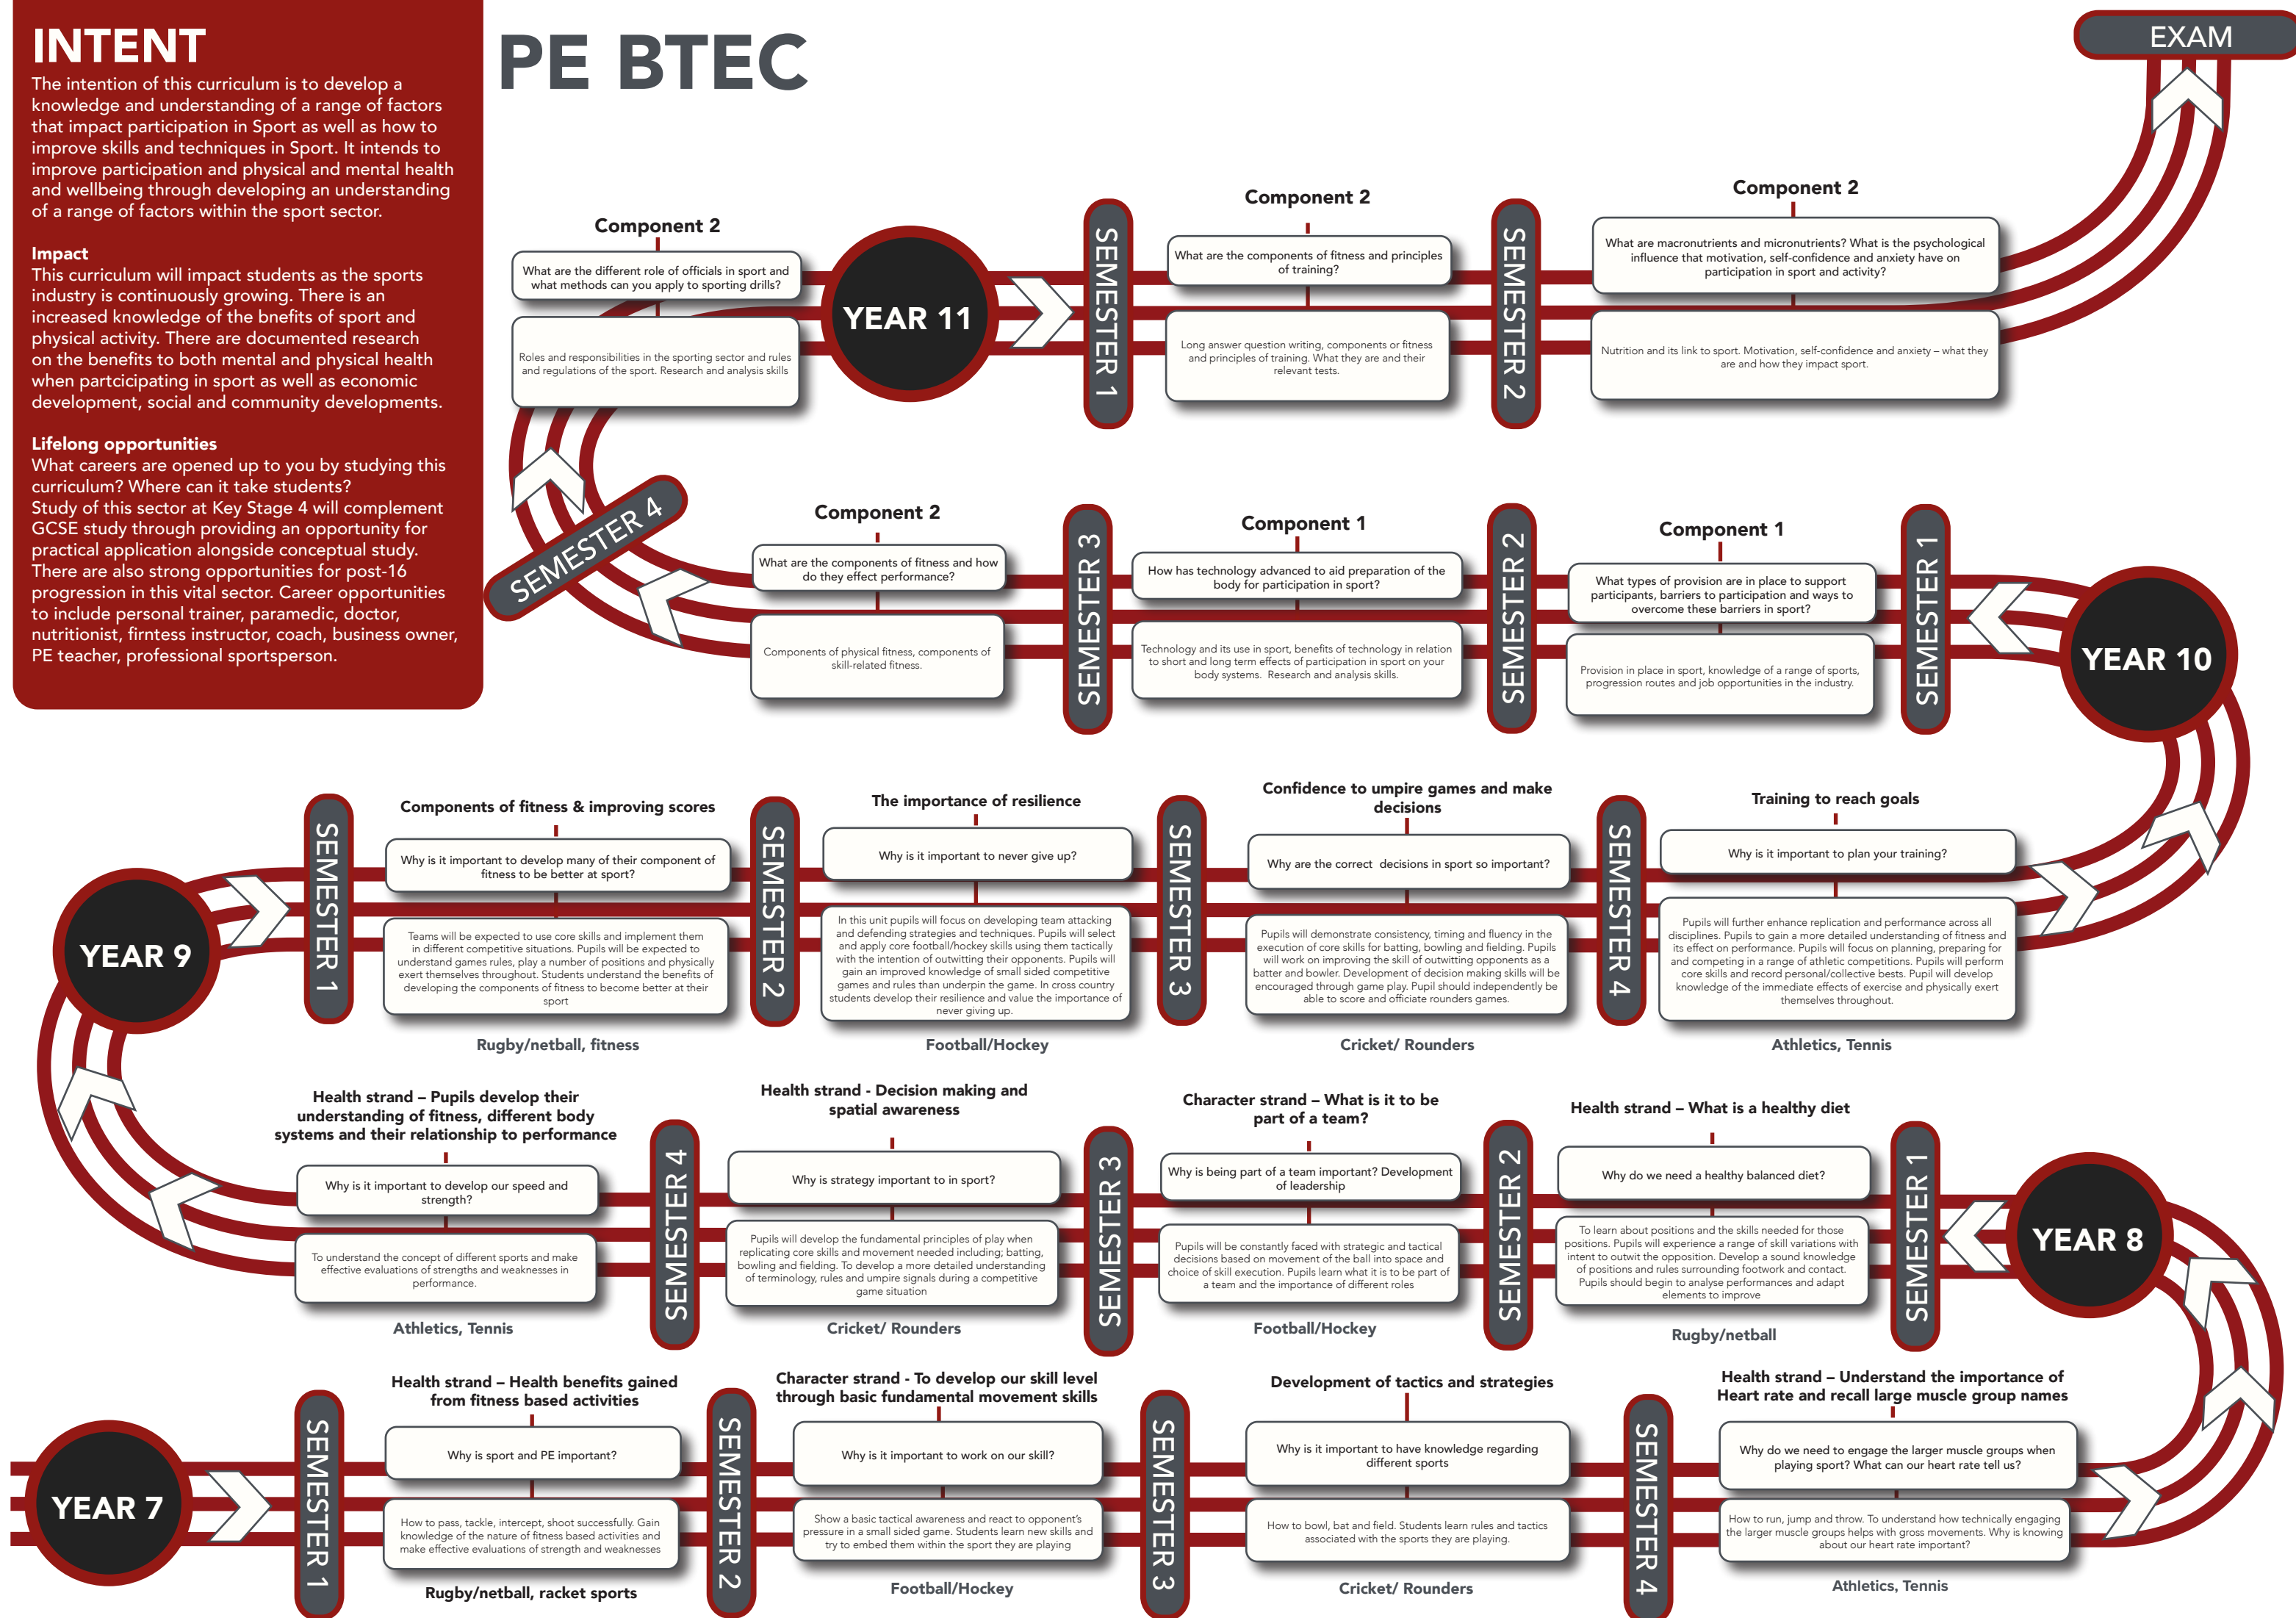 INTENT
The intention of this curriculum is to develop a
knowledge and understanding of a range of factors
that impact participation in Sport as well as how to
improve skills and techniques in Sport. It intends to
improve participation and physical and mental health
and wellbeing through developing an understanding
of a range of factors within the sport sector.
Impact
This curriculum will impact students as the sports
industry is continuously growing. There is an
increased knowledge of the bnefits of sport and
physical activity. There are documented research
on the benefits to both mental and physical health
when partcicipating in sport as well as economic
development, social and community developments.
Lifelong opportunities
What careers are opened up to you by studying this
curriculum? Where can it take students?
Study of this sector at Key Stage 4 will complement
GCSE study through providing an opportunity for
practical application alongside conceptual study.
There are also strong opportunities for post-16
progression in this vital sector. Career opportunities
to include personal trainer, paramedic, doctor,
nutritionist, firntess instructor, coach, business owner,
PE teacher, professional sportsperson.
PE BTEC
EXAM
Component 2
What are the different role of officials in sport and
what methods can you apply to sporting drills?
Roles and responsibilities in the sporting sector and rules
and regulations of the sport. Research and analysis skills
YEAR 11
SEMESTER 1
Component 2
What are the components of fitness and principles
of training?
Long answer question writing, components or fitness
and principles of training. What they are and their
relevant tests.
SEMESTER 2
Component 2
What are macronutrients and micronutrients? What is the psychological
influence that motivation, self-confidence and anxiety have on
participation in sport and activity?
Nutrition and its link to sport. Motivation, self-confidence and anxiety – what they
are and how they impact sport.
SEMESTER 4
Component 2
What are the components of fitness and how
do they effect performance?
Components of physical fitness, components of
skill-related fitness.
SEMESTER 3
Component 1
How has technology advanced to aid preparation of the
body for participation in sport?
Technology and its use in sport, benefits of technology in relation
to short and long term effects of participation in sport on your
body systems. Research and analysis skills.
SEMESTER 2
Component 1
What types of provision are in place to support
participants, barriers to participation and ways to
overcome these barriers in sport?
Provision in place in sport, knowledge of a range of sports,
progression routes and job opportunities in the industry.
SEMESTER 1
YEAR 10
YEAR 9
SEMESTER 1
Components of fitness & improving scores
Why is it important to develop many of their component of
fitness to be better at sport?
Teams will be expected to use core skills and implement them
in different competitive situations. Pupils will be expected to
understand games rules, play a number of positions and physically
exert themselves throughout. Students understand the benefits of
developing the components of fitness to become better at their
sport
Rugby/netball, fitness
SEMESTER 2
The importance of resilience
Why is it important to never give up?
In this unit pupils will focus on developing team attacking
and defending strategies and techniques. Pupils will select
and apply core football/hockey skills using them tactically
with the intention of outwitting their opponents. Pupils will
gain an improved knowledge of small sided competitive
games and rules than underpin the game. In cross country
students develop their resilience and value the importance of
never giving up.
Football/Hockey
SEMESTER 3
Confidence to umpire games and make
decisions
Why are the correct decisions in sport so important?
Pupils will demonstrate consistency, timing and fluency in the
execution of core skills for batting, bowling and fielding. Pupils
will work on improving the skill of outwitting opponents as a
batter and bowler. Development of decision making skills will be
encouraged through game play. Pupil should independently be
able to score and officiate rounders games.
Cricket/ Rounders
SEMESTER 4
Training to reach goals
Why is it important to plan your training?
Pupils will further enhance replication and performance across all
disciplines. Pupils to gain a more detailed understanding of fitness and
its effect on performance. Pupils will focus on planning, preparing for
and competing in a range of athletic competitions. Pupils will perform
core skills and record personal/collective bests. Pupil will develop
knowledge of the immediate effects of exercise and physically exert
themselves throughout.
Athletics, Tennis
Health strand – Pupils develop their
understanding of fitness, different body
systems and their relationship to performance
Why is it important to develop our speed and
strength?
To understand the concept of different sports and make
effective evaluations of strengths and weaknesses in
performance.
Athletics, Tennis
SEMESTER 4
Health strand - Decision making and
spatial awareness
Why is strategy important to in sport?
Pupils will develop the fundamental principles of play when
replicating core skills and movement needed including; batting,
bowling and fielding. To develop a more detailed understanding
of terminology, rules and umpire signals during a competitive
game situation
Cricket/ Rounders
SEMESTER 3
Character strand – What is it to be
part of a team?
Why is being part of a team important? Development
of leadership
Pupils will be constantly faced with strategic and tactical
decisions based on movement of the ball into space and
choice of skill execution. Pupils learn what it is to be part of
a team and the importance of different roles
Football/Hockey
SEMESTER 2
Health strand – What is a healthy diet
Why do we need a healthy balanced diet?
To learn about positions and the skills needed for those
positions. Pupils will experience a range of skill variations with
intent to outwit the opposition. Develop a sound knowledge
of positions and rules surrounding footwork and contact.
Pupils should begin to analyse performances and adapt
elements to improve
Rugby/netball
SEMESTER 1
YEAR 8
YEAR 7
SEMESTER 1
Health strand – Health benefits gained
from fitness based activities
Why is sport and PE important?
How to pass, tackle, intercept, shoot successfully. Gain
knowledge of the nature of fitness based activities and
make effective evaluations of strength and weaknesses
Rugby/netball, racket sports
SEMESTER 2
Character strand - To develop our skill level
through basic fundamental movement skills
Why is it important to work on our skill?
Show a basic tactical awareness and react to opponent's
pressure in a small sided game. Students learn new skills and
try to embed them within the sport they are playing
Football/Hockey
SEMESTER 3
Development of tactics and strategies
Why is it important to have knowledge regarding
different sports
How to bowl, bat and field. Students learn rules and tactics
associated with the sports they are playing.
Cricket/ Rounders
SEMESTER 4
Health strand – Understand the importance of
Heart rate and recall large muscle group names
Why do we need to engage the larger muscle groups when
playing sport? What can our heart rate tell us?
How to run, jump and throw. To understand how technically engaging
the larger muscle groups helps with gross movements. Why is knowing
about our heart rate important?
Athletics, Tennis